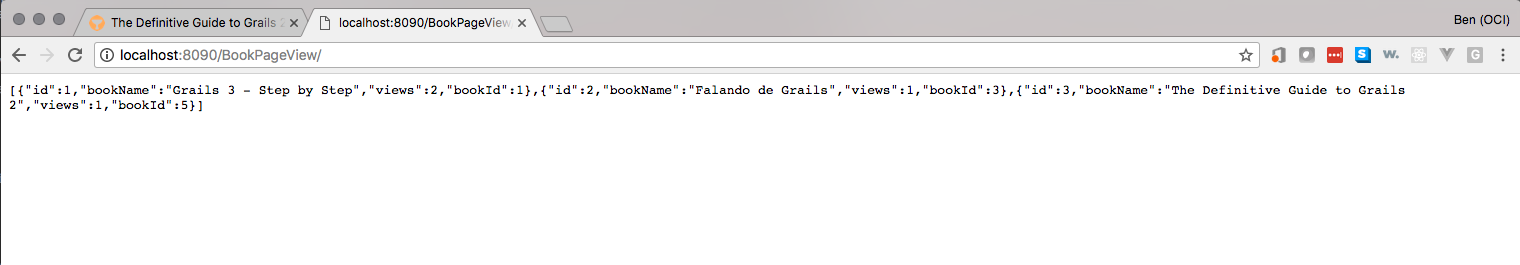 The Definitive Guide to Grails 2
localhost:8090/BookPageView
Ben (OCI)
localhost:8090/BookPageView/
S
w.
G
[{"id":1,"bookName":"Grails 3 - Step by Step","views":2,"bookId":1},{"id":2,"bookName":"Falando de Grails","views":1,"bookId":3},{"id":3,"bookName":"The Definitive Guide to Grails
2","views":1,"bookId":5}]